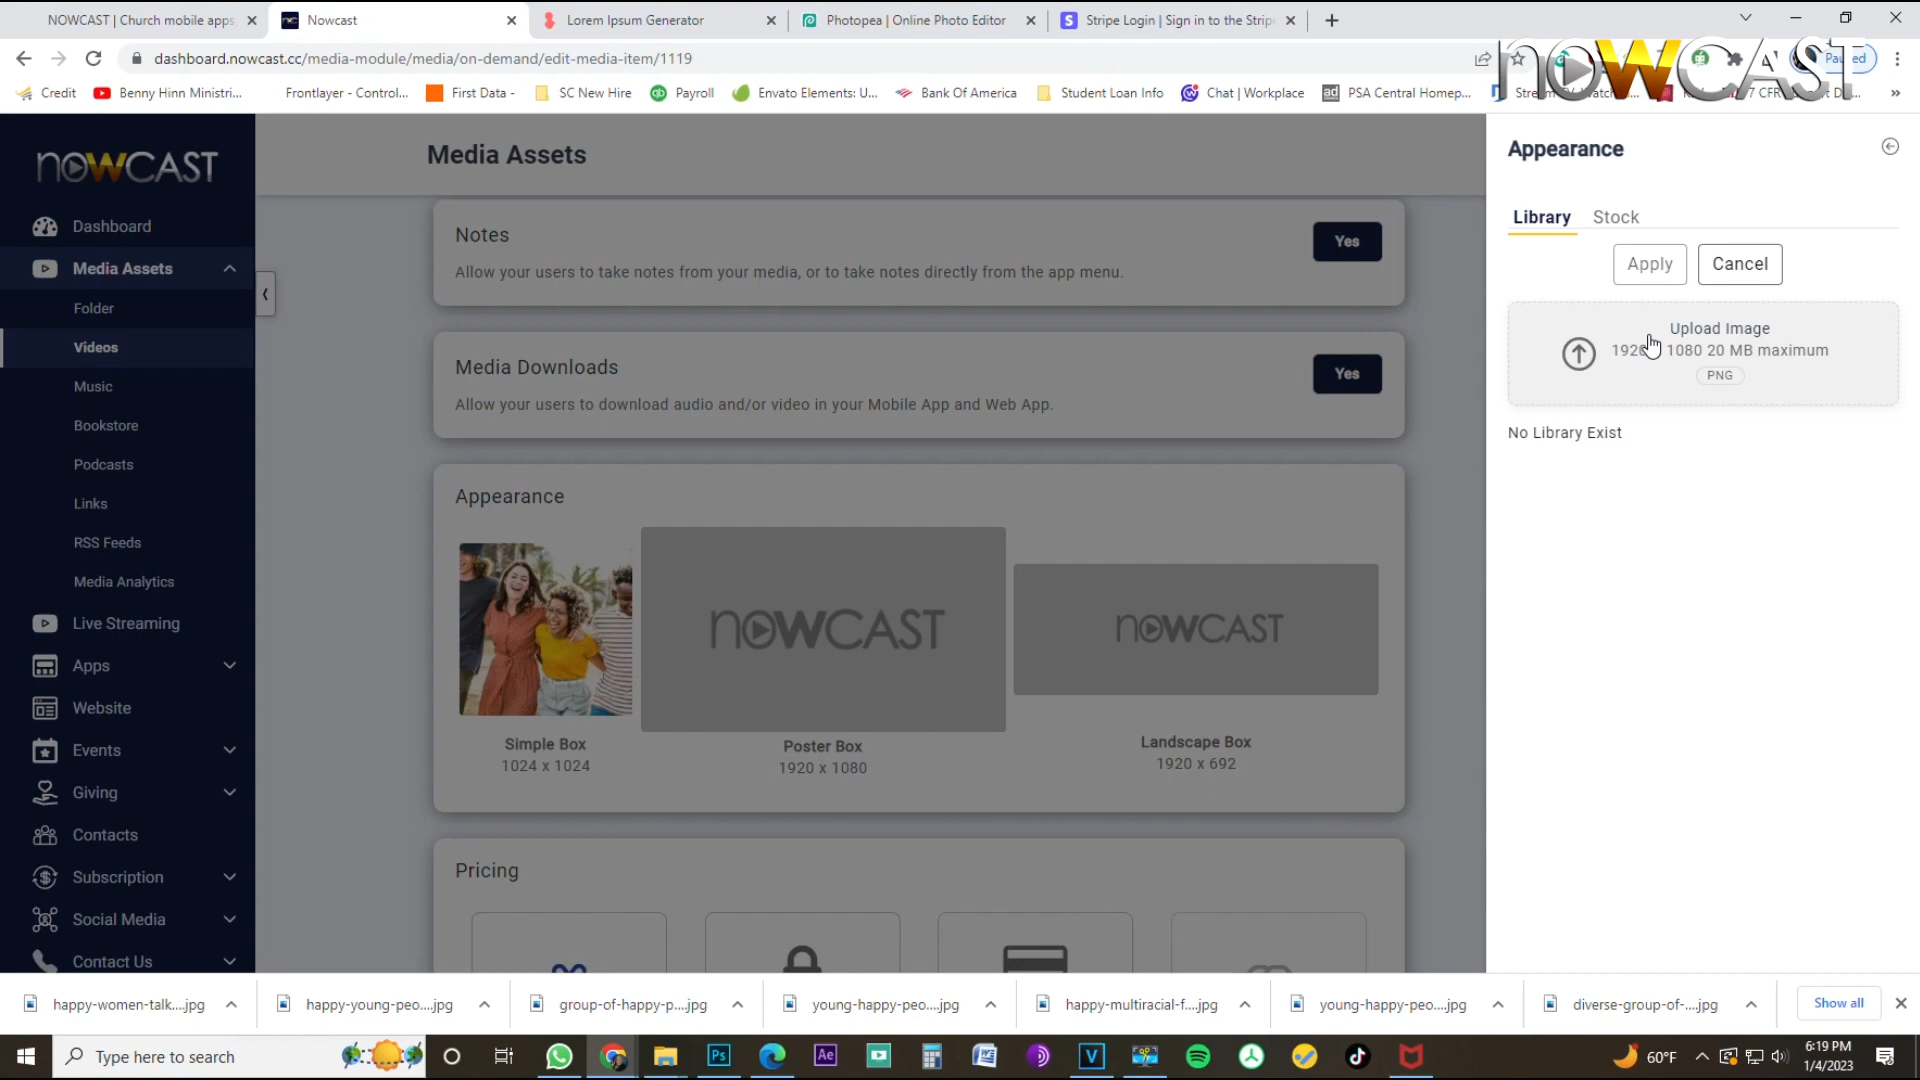 NOWCAST | Church mobile apps,
Nowcast
Lorem Ipsum Generator
Photopea | Online Photo Editor
Stripe Login | Sign in to the Stripe
dashboard.nowcast.cc/media-module/media/on-demand/edit-media-item/1119
Paused
NOWCAST
Credit
Benny Hinn Ministri...
Frontlayer - Control...
First Data -
SC New Hire
Payroll
Envato Elements: U...
Bank Of America
Student Loan Info
Chat | Workplace
PSA Central Homep...
NOWCAST
Dashboard
Media Assets
Folder
Videos
Music
Bookstore
Podcasts
Links
RSS Feeds
Media Analytics
Live Streaming
Apps
Website
Events
Giving
Contacts
Subscription
Social Media
Contact Us
Media Assets
Notes
Yes
Allow your users to take notes from your media, or to take notes directly from the app menu.
Media Downloads
Yes
Allow your users to download audio and/or video in your Mobile App and Web App.
Appearance
NOWCAST
NOWCAST
Simple Box
1024 x 1024
Poster Box
1920 x 1080
Landscape Box
1920 x 692
Pricing
Appearance
Library
Stock
Apply
Cancel
Upload Image
1080 20 MB maximum
PNG
No Library Exist
happy-women-talk....jpg
happy-young-peo....jpg
group-of-happy-p....jpg
young-happy-peo....jpg
happy-multiracial-f....jpg
young-happy-peo....jpg
diverse-group-of-....jpg
Show all
Type here to search
Ps
Ae
V
60°F
6:19 PM
1/4/2023